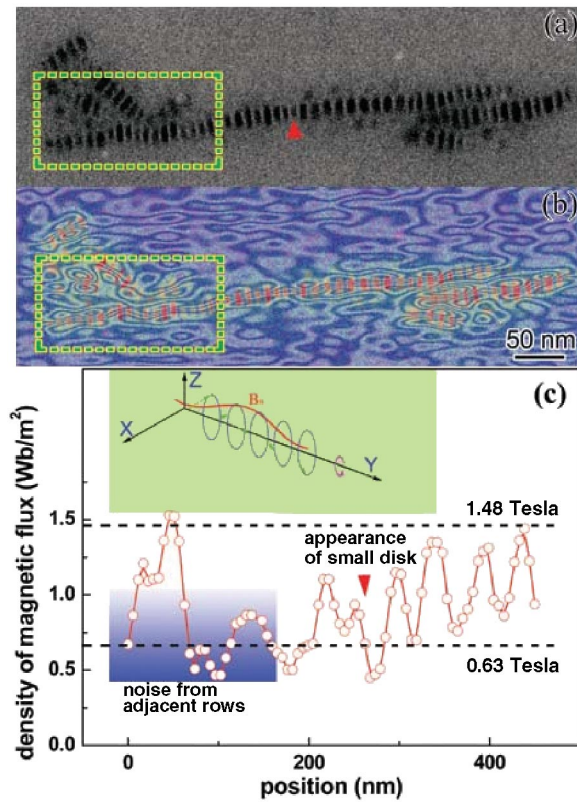 (a)
(b)
50 nm
(c)
Z
Bs
X
Y
density of magnetic flux (Wb/m²)
1.48 Tesla
1.5
appearance
of small disk
1.0
0.5
0.63 Tesla
noise from
adjacent rows
0.0
0
200
400
position (nm)